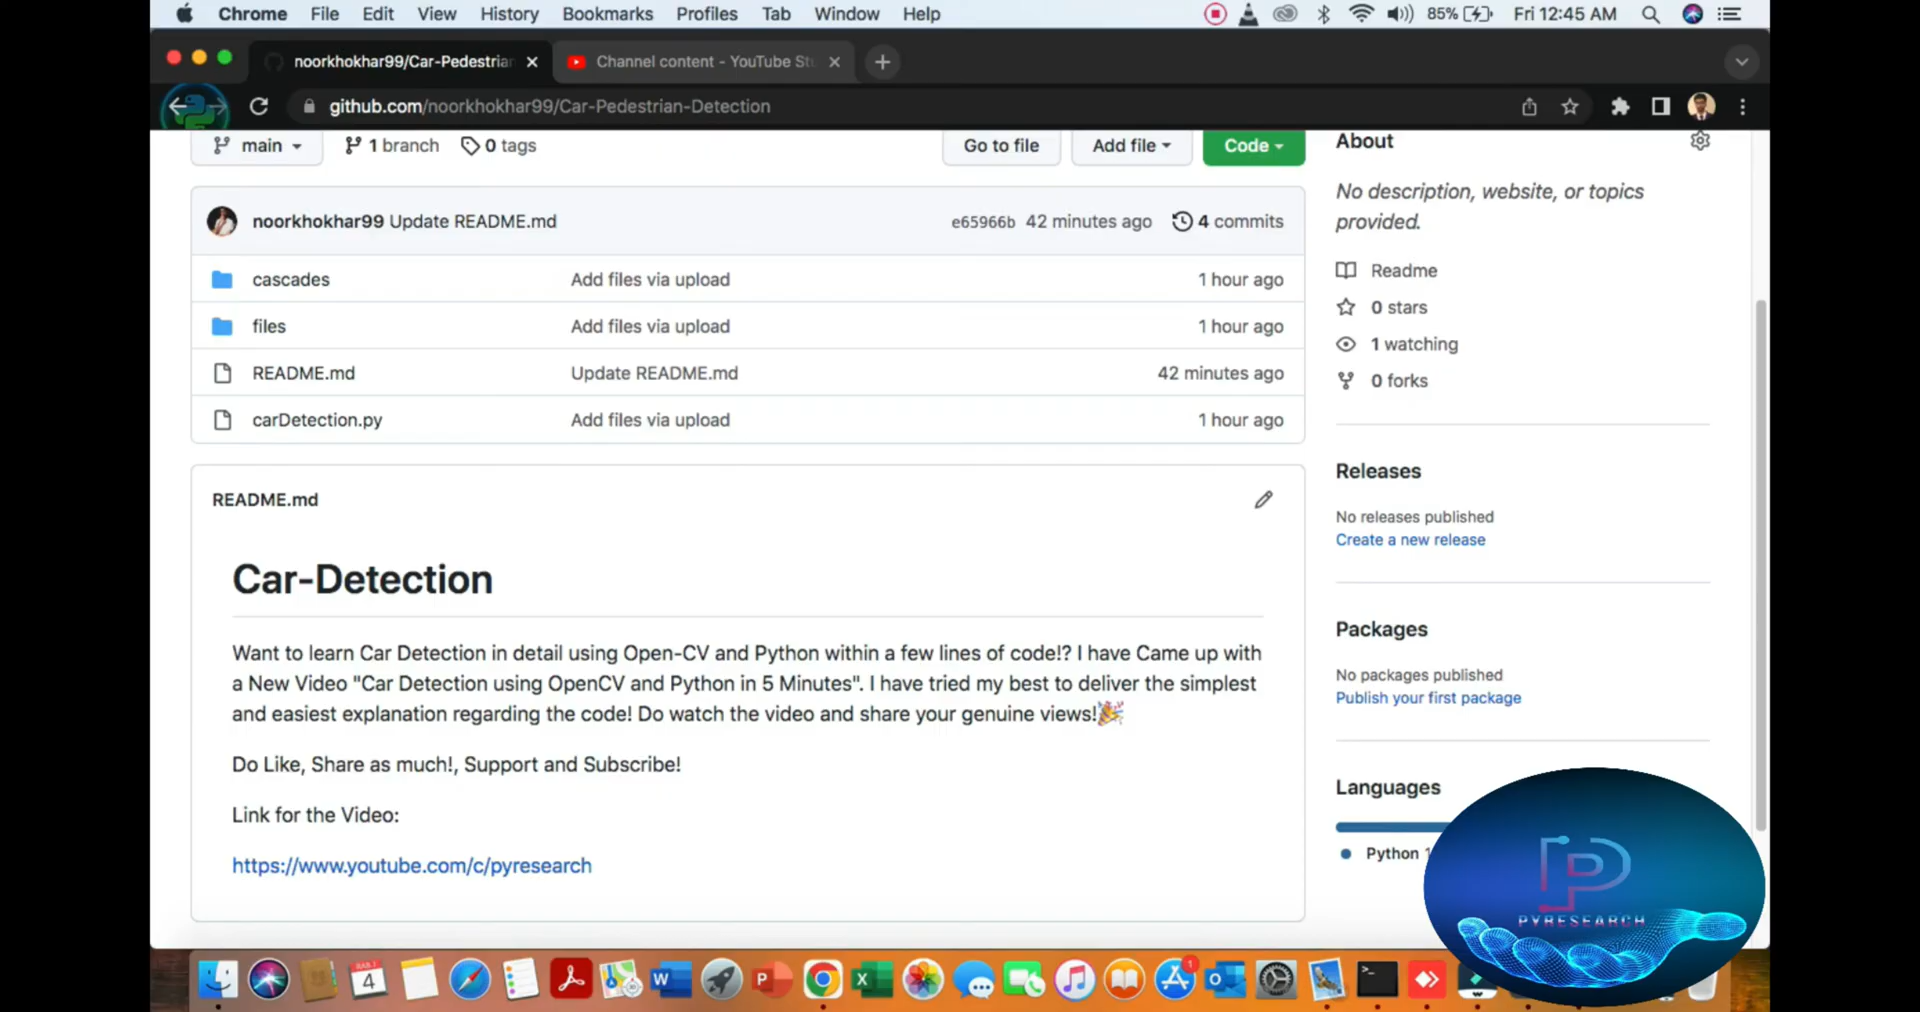 Chrome File Edit View History Bookmarks Profiles Tab Window Help 85% Fri 12:45 AM
noorkhokhar99/Car-Pedestria Channel content - YouTube Stu
github.com/noorkhokhar99/Car-Pedestrian-Detection
main 1 branch 0 tags Go to file Add file Code
noorkhokhar99 Update README.md e65966b 42 minutes ago 4 commits
cascades Add files via upload 1 hour ago
files Add files via upload 1 hour ago
README.md Update README.md 42 minutes ago
carDetection.py Add files via upload 1 hour ago
README.md
Car-Detection
Want to learn Car Detection in detail using Open-CV and Python within a few lines of code!? I have Came up with
a New Video "Car Detection using OpenCV and Python in 5 Minutes". I have tried my best to deliver the simplest
and easiest explanation regarding the code! Do watch the video and share your genuine views!🎉
Do Like, Share as much!, Support and Subscribe!
Link for the Video:
https://www.youtube.com/c/pyresearch
About
No description, website, or topics
provided.
Readme
0 stars
1 watching
0 forks
Releases
No releases published
Create a new release
Packages
No packages published
Publish your first package
Languages
Python
PYRESEARCH
4
W
P
X
1
O
>_